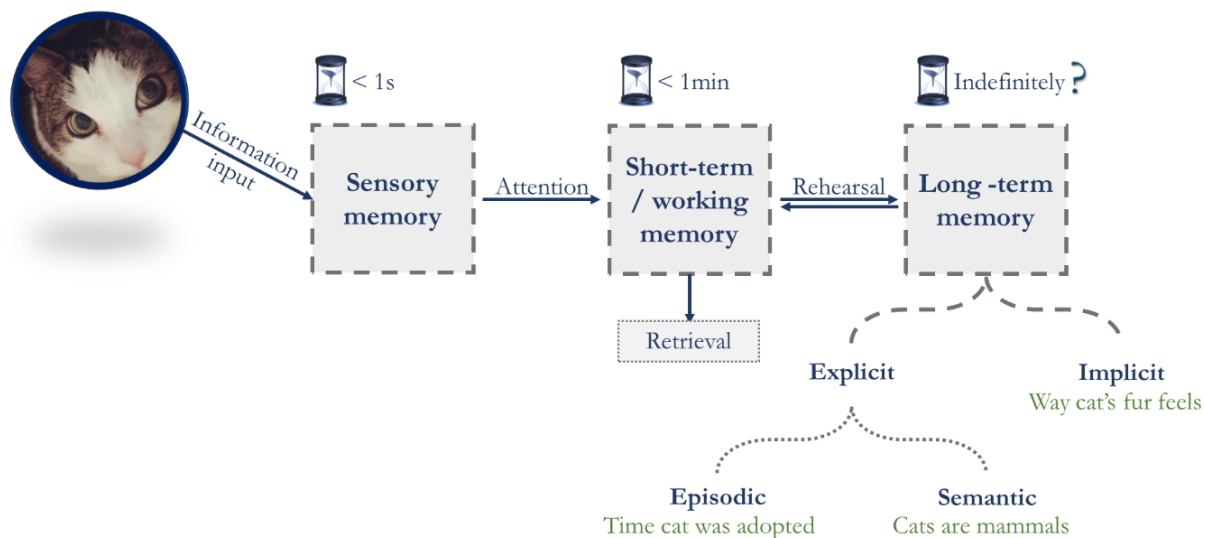 < 1s
< 1min
Indefinitely ?
Information
input
Sensory
memory
Attention
Short-term
/ working
memory
Rehearsal
Long -term
memory
Retrieval
Explicit
Implicit
Way cat's fur feels
Episodic
Time cat was adopted
Semantic
Cats are mammals